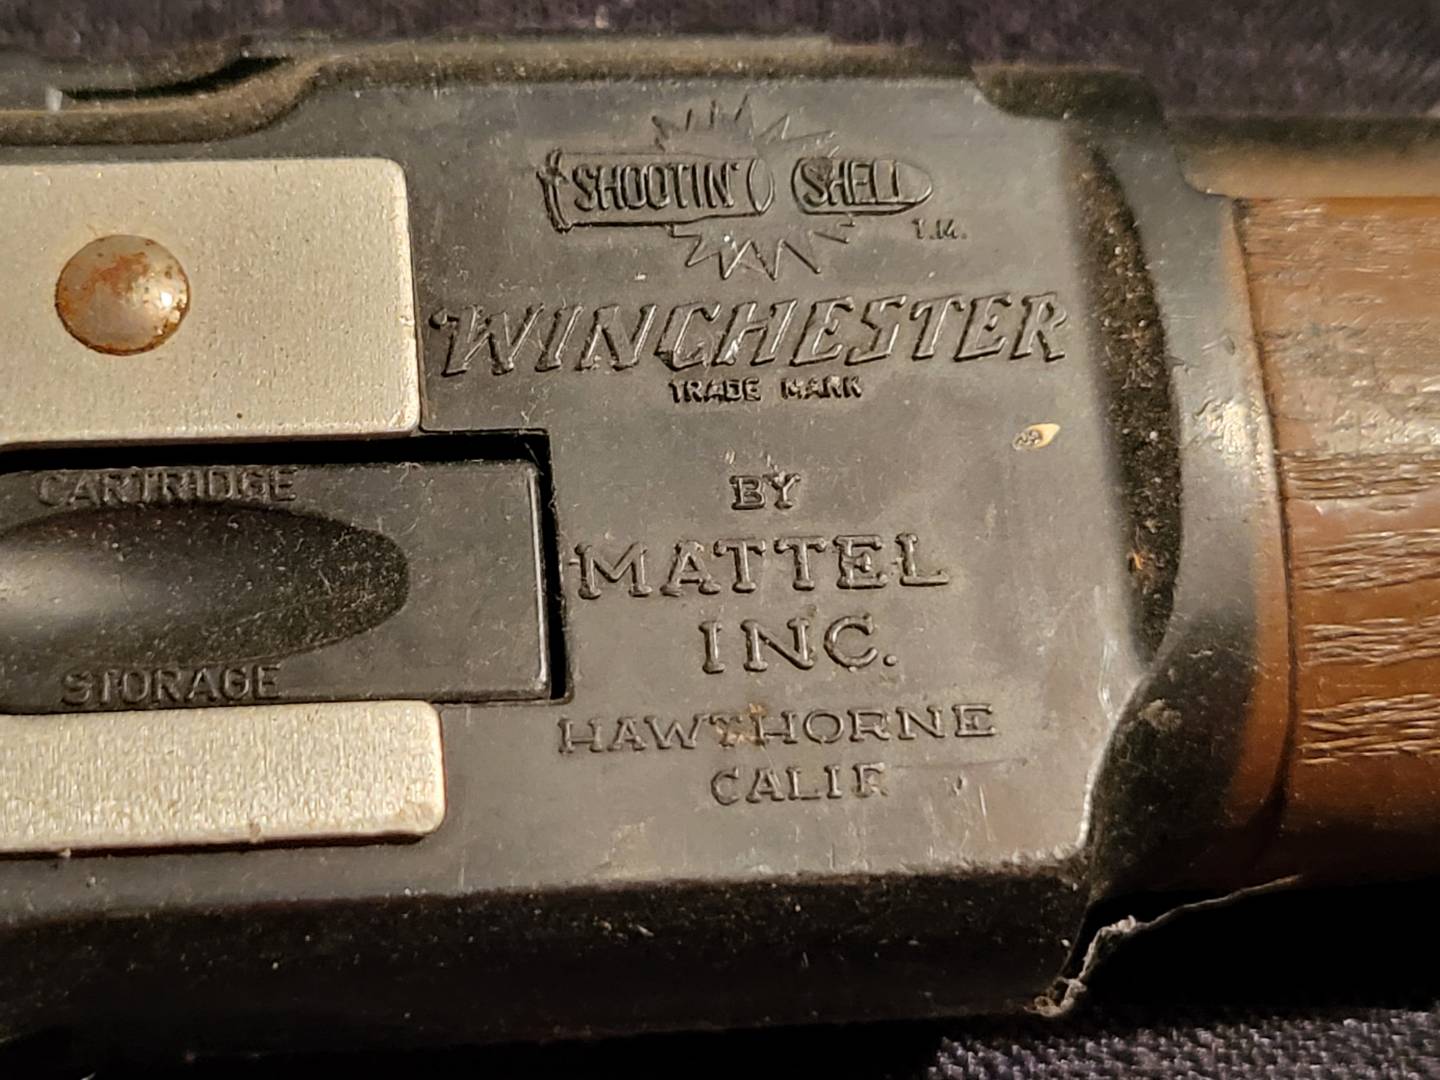 SHOOTIN' SHELL
T.M.
WINCHESTER
TRADE MARK
CARTRIDGE
STORAGE
BY
MATTEL
INC.
HAWTHORNE
CALIF